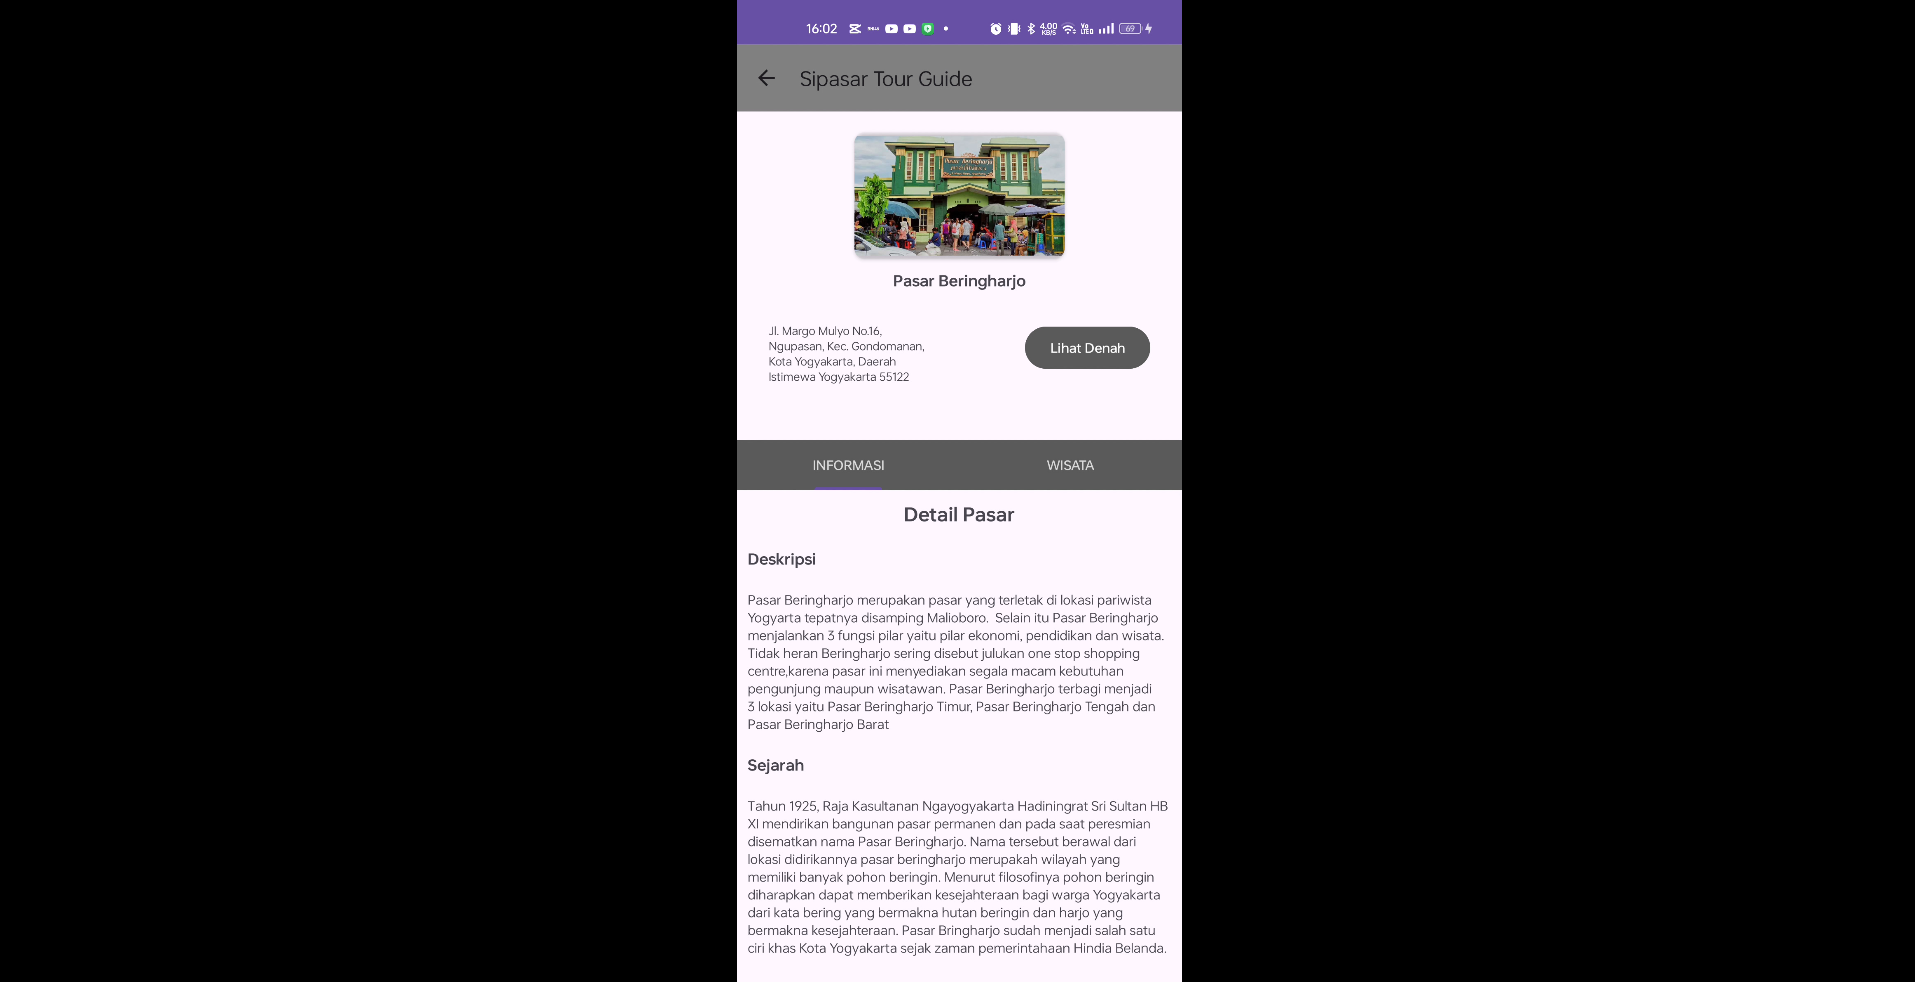 16:02
4.00
KB/S
Vo
LTE
69
Sipasar Tour Guide
Pasar Beringharjo
Pasar Beringharjo
Jl. Margo Mulyo No.16,
Ngupasan, Kec. Gondomanan,
Kota Yogyakarta, Daerah
Istimewa Yogyakarta 55122
Lihat Denah
INFORMASI
WISATA
Detail Pasar
Deskripsi
Pasar Beringharjo merupakan pasar yang terletak di lokasi pariwista
Yogyarta tepatnya disamping Malioboro.  Selain itu Pasar Beringharjo
menjalankan 3 fungsi pilar yaitu pilar ekonomi, pendidikan dan wisata.
Tidak heran Beringharjo sering disebut julukan one stop shopping
centre,karena pasar ini menyediakan segala macam kebutuhan
pengunjung maupun wisatawan. Pasar Beringharjo terbagi menjadi
3 lokasi yaitu Pasar Beringharjo Timur, Pasar Beringharjo Tengah dan
Pasar Beringharjo Barat
Sejarah
Tahun 1925, Raja Kasultanan Ngayogyakarta Hadiningrat Sri Sultan HB
XI mendirikan bangunan pasar permanen dan pada saat peresmian
disematkan nama Pasar Beringharjo. Nama tersebut berawal dari
lokasi didirikannya pasar beringharjo merupakah wilayah yang
memiliki banyak pohon beringin. Menurut filosofinya pohon beringin
diharapkan dapat memberikan kesejahteraan bagi warga Yogyakarta
dari kata bering yang bermakna hutan beringin dan harjo yang
bermakna kesejahteraan. Pasar Bringharjo sudah menjadi salah satu
ciri khas Kota Yogyakarta sejak zaman pemerintahaan Hindia Belanda.